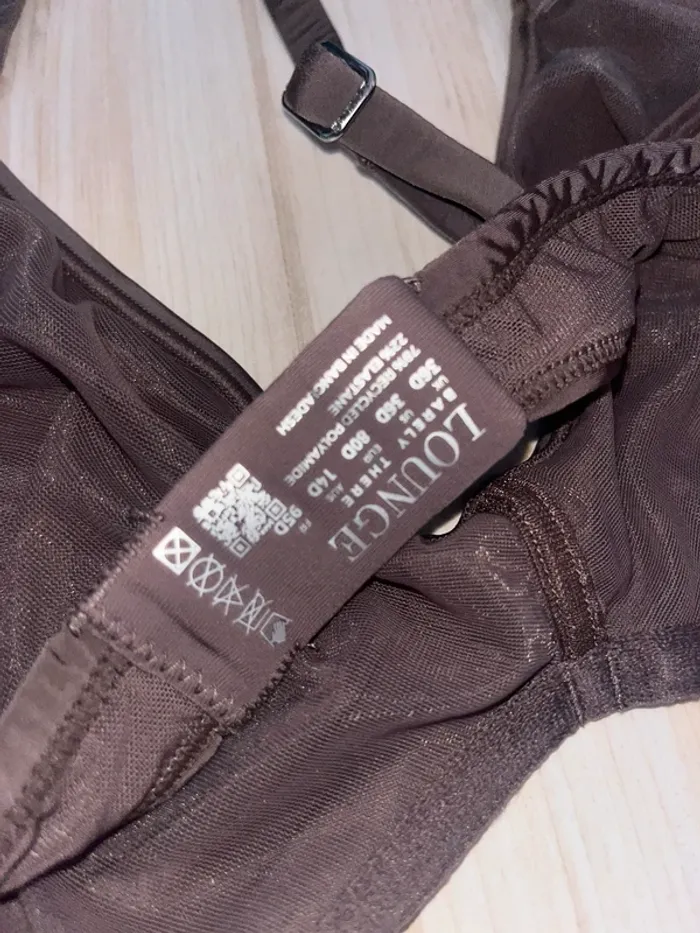 LOUNGE
BARELY THERE
UK US EUR AUS FR
36D 36D 80D 14D 95D
78% RECYCLED POLYAMIDE
22% ELASTANE
MADE IN BANGLADESH